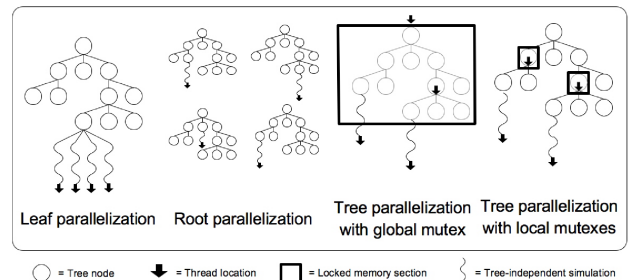 Leaf parallelization
Root parallelization
Tree parallelization
with global mutex
Tree parallelization
with local mutexes
= Tree node
= Thread location
= Locked memory section
= Tree-independent simulation